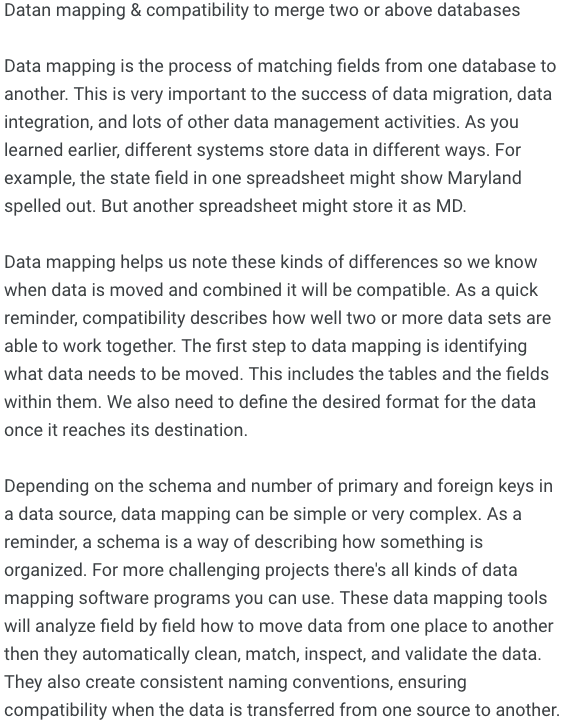 Datan mapping & compatibility to merge two or above databases
Data mapping is the process of matching fields from one database to
another. This is very important to the success of data migration, data
integration, and lots of other data management activities. As you
learned earlier, different systems store data in different ways. For
example, the state field in one spreadsheet might show Maryland
spelled out. But another spreadsheet might store it as MD.
Data mapping helps us note these kinds of differences so we know
when data is moved and combined it will be compatible. As a quick
reminder, compatibility describes how well two or more data sets are
able to work together. The first step to data mapping is identifying
what data needs to be moved. This includes the tables and the fields
within them. We also need to define the desired format for the data
once it reaches its destination.
Depending on the schema and number of primary and foreign keys in
a data source, data mapping can be simple or very complex. As a
reminder, a schema is a way of describing how something is
organized. For more challenging projects there's all kinds of data
mapping software programs you can use. These data mapping tools
will analyze field by field how to move data from one place to another
then they automatically clean, match, inspect, and validate the data.
They also create consistent naming conventions, ensuring
compatibility when the data is transferred from one source to another.